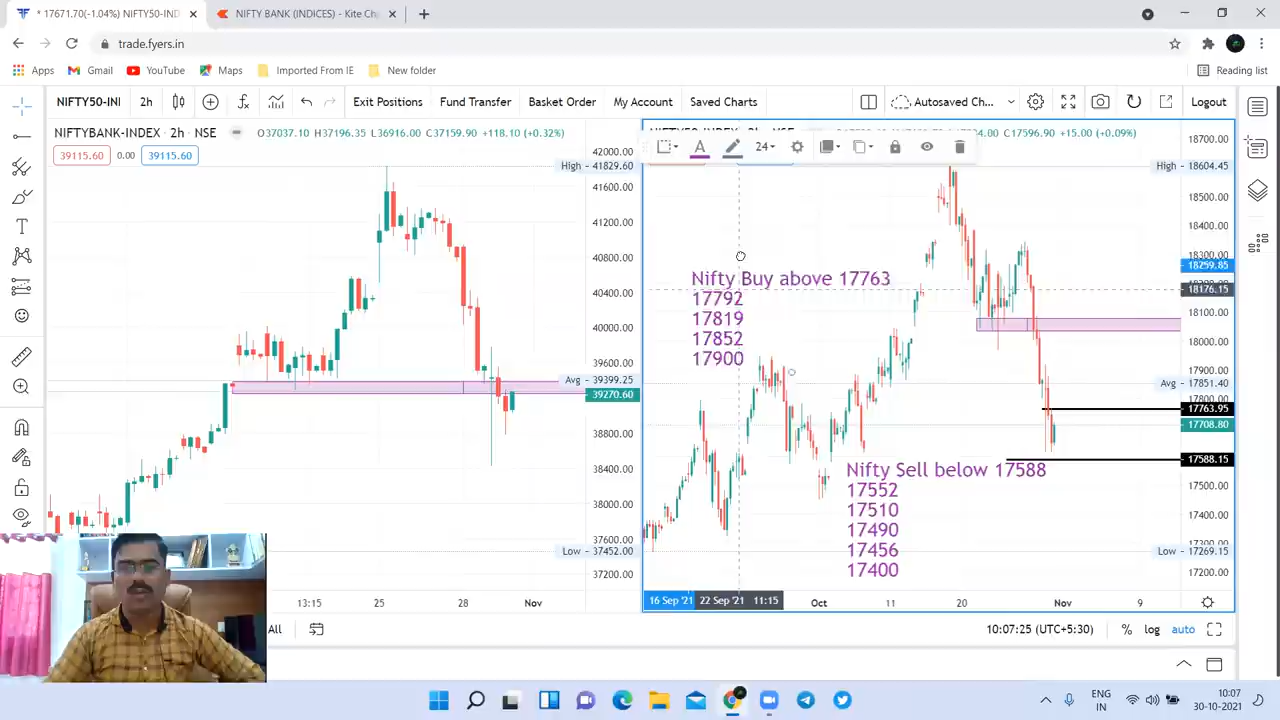 * 17671.70(-1.04%) NIFTY50-IND
NIFTY BANK (INDICES) - Kite Ch
trade.fyers.in
Apps
Gmail
YouTube
Maps
Imported From IE
New folder
Reading list
NIFTY50-INI
2h
Exit Positions
Fund Transfer
Basket Order
My Account
Saved Charts
Autosaved Ch...
Logout
NIFTYBANK-INDEX 2h NSE
O37037.10 H37196.35 L36916.00 C37159.90 +118.10 (+0.32%)
39115.60 0.00 39115.60
42000.00
High 41829.60
41600.00
41200.00
40800.00
40400.00
40000.00
39600.00
Avg 39399.25
39270.60
38800.00
38400.00
38000.00
37600.00
Low 37452.00
37200.00
13:15
25
28
Nov
C17596.90 +15.00 (+0.09%)
24
18700.00
High 18604.45
18500.00
18400.00
18300.00
18259.85
18176.15
18100.00
18000.00
17900.00
Avg 17851.40
17800.00
17763.95
17708.80
17588.15
17500.00
17400.00
17300.00
Low 17269.15
17200.00
Nifty Buy above 17763
17792
17819
17852
17900
Nifty Sell below 17588
17552
17510
17490
17456
17400
16 Sep '21
22 Sep '21 11:15
Oct
11
20
Nov
9
All
10:07:25 (UTC+5:30)
%
log
auto
ENG
IN
10:07
30-10-2021